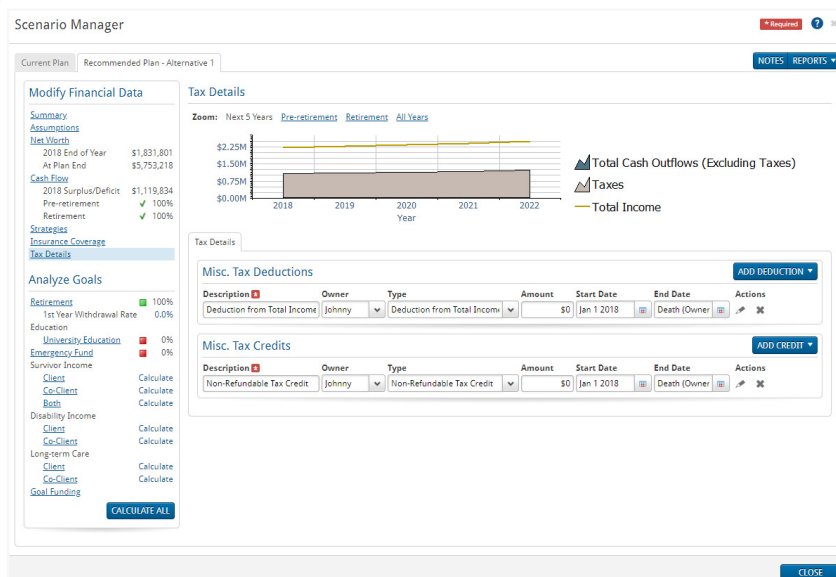 Scenario Manager
* Required
?
Current Plan
Recommended Plan - Alternative 1
NOTES
REPORTS
Modify Financial Data
Summary
Assumptions
Net Worth
2018 End of Year $1,831,801
At Plan End $5,753,218
Cash Flow
2018 Surplus/Deficit $1,119,834
Pre-retirement 100%
Retirement 100%
Strategies
Insurance Coverage
Tax Details
Analyze Goals
Retirement 100%
1st Year Withdrawal Rate 0.0%
Education
University Education 0%
Emergency Fund 0%
Survivor Income
Client Calculate
Co-Client Calculate
Both Calculate
Disability Income
Client Calculate
Co-Client Calculate
Long-term Care
Client Calculate
Co-Client Calculate
Goal Funding
CALCULATE ALL
Tax Details
Zoom: Next 5 Years Pre-retirement Retirement All Years
$2.25M
$1.50M
$0.75M
$0.00M
2018 2019 2020 2021 2022
Year
Total Cash Outflows (Excluding Taxes)
Taxes
Total Income
Tax Details
Misc. Tax Deductions
ADD DEDUCTION
Description * Owner Type Amount Start Date End Date Actions
Deduction from Total Income Johnny Deduction from Total Income $0 Jan 1 2018 Death (Owner
Misc. Tax Credits
ADD CREDIT
Description * Owner Type Amount Start Date End Date Actions
Non-Refundable Tax Credit Johnny Non-Refundable Tax Credit $0 Jan 1 2018 Death (Owner
CLOSE